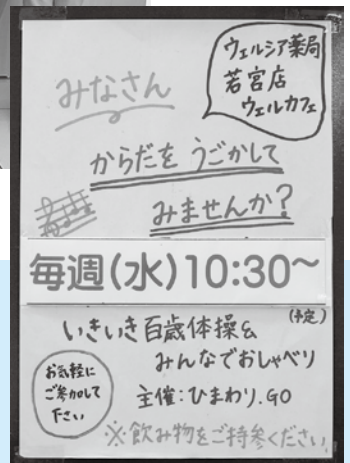 ウェルシア薬局
若宮店
ウェルカフェ
みなさん
からだを うごかして
みませんか?
毎週(水)10:30~
(予定)
いきいき百歳体操&
みんなでおしゃべり
お気軽に
ご参加して
下さい
主催:ひまわり.GO
※飲み物をご持参ください